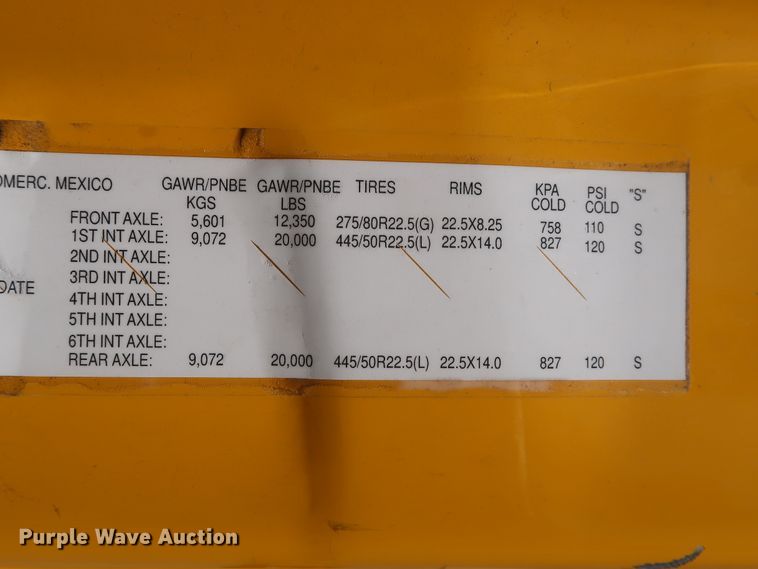 OMERC. MEXICO GAWR/PNBE GAWR/PNBE TIRES RIMS KPA PSI "S"
KGS LBS COLD COLD
FRONT AXLE: 5,601 12,350 275/80R22.5(G) 22.5X8.25 758 110 S
1ST INT AXLE: 9,072 20,000 445/50R22.5(L) 22.5X14.0 827 120 S
2ND INT AXLE:
3RD INT AXLE:
DATE
4TH INT AXLE:
5TH INT AXLE:
6TH INT AXLE:
REAR AXLE: 9,072 20,000 445/50R22.5(L) 22.5X14.0 827 120 S
Purple Wave Auction